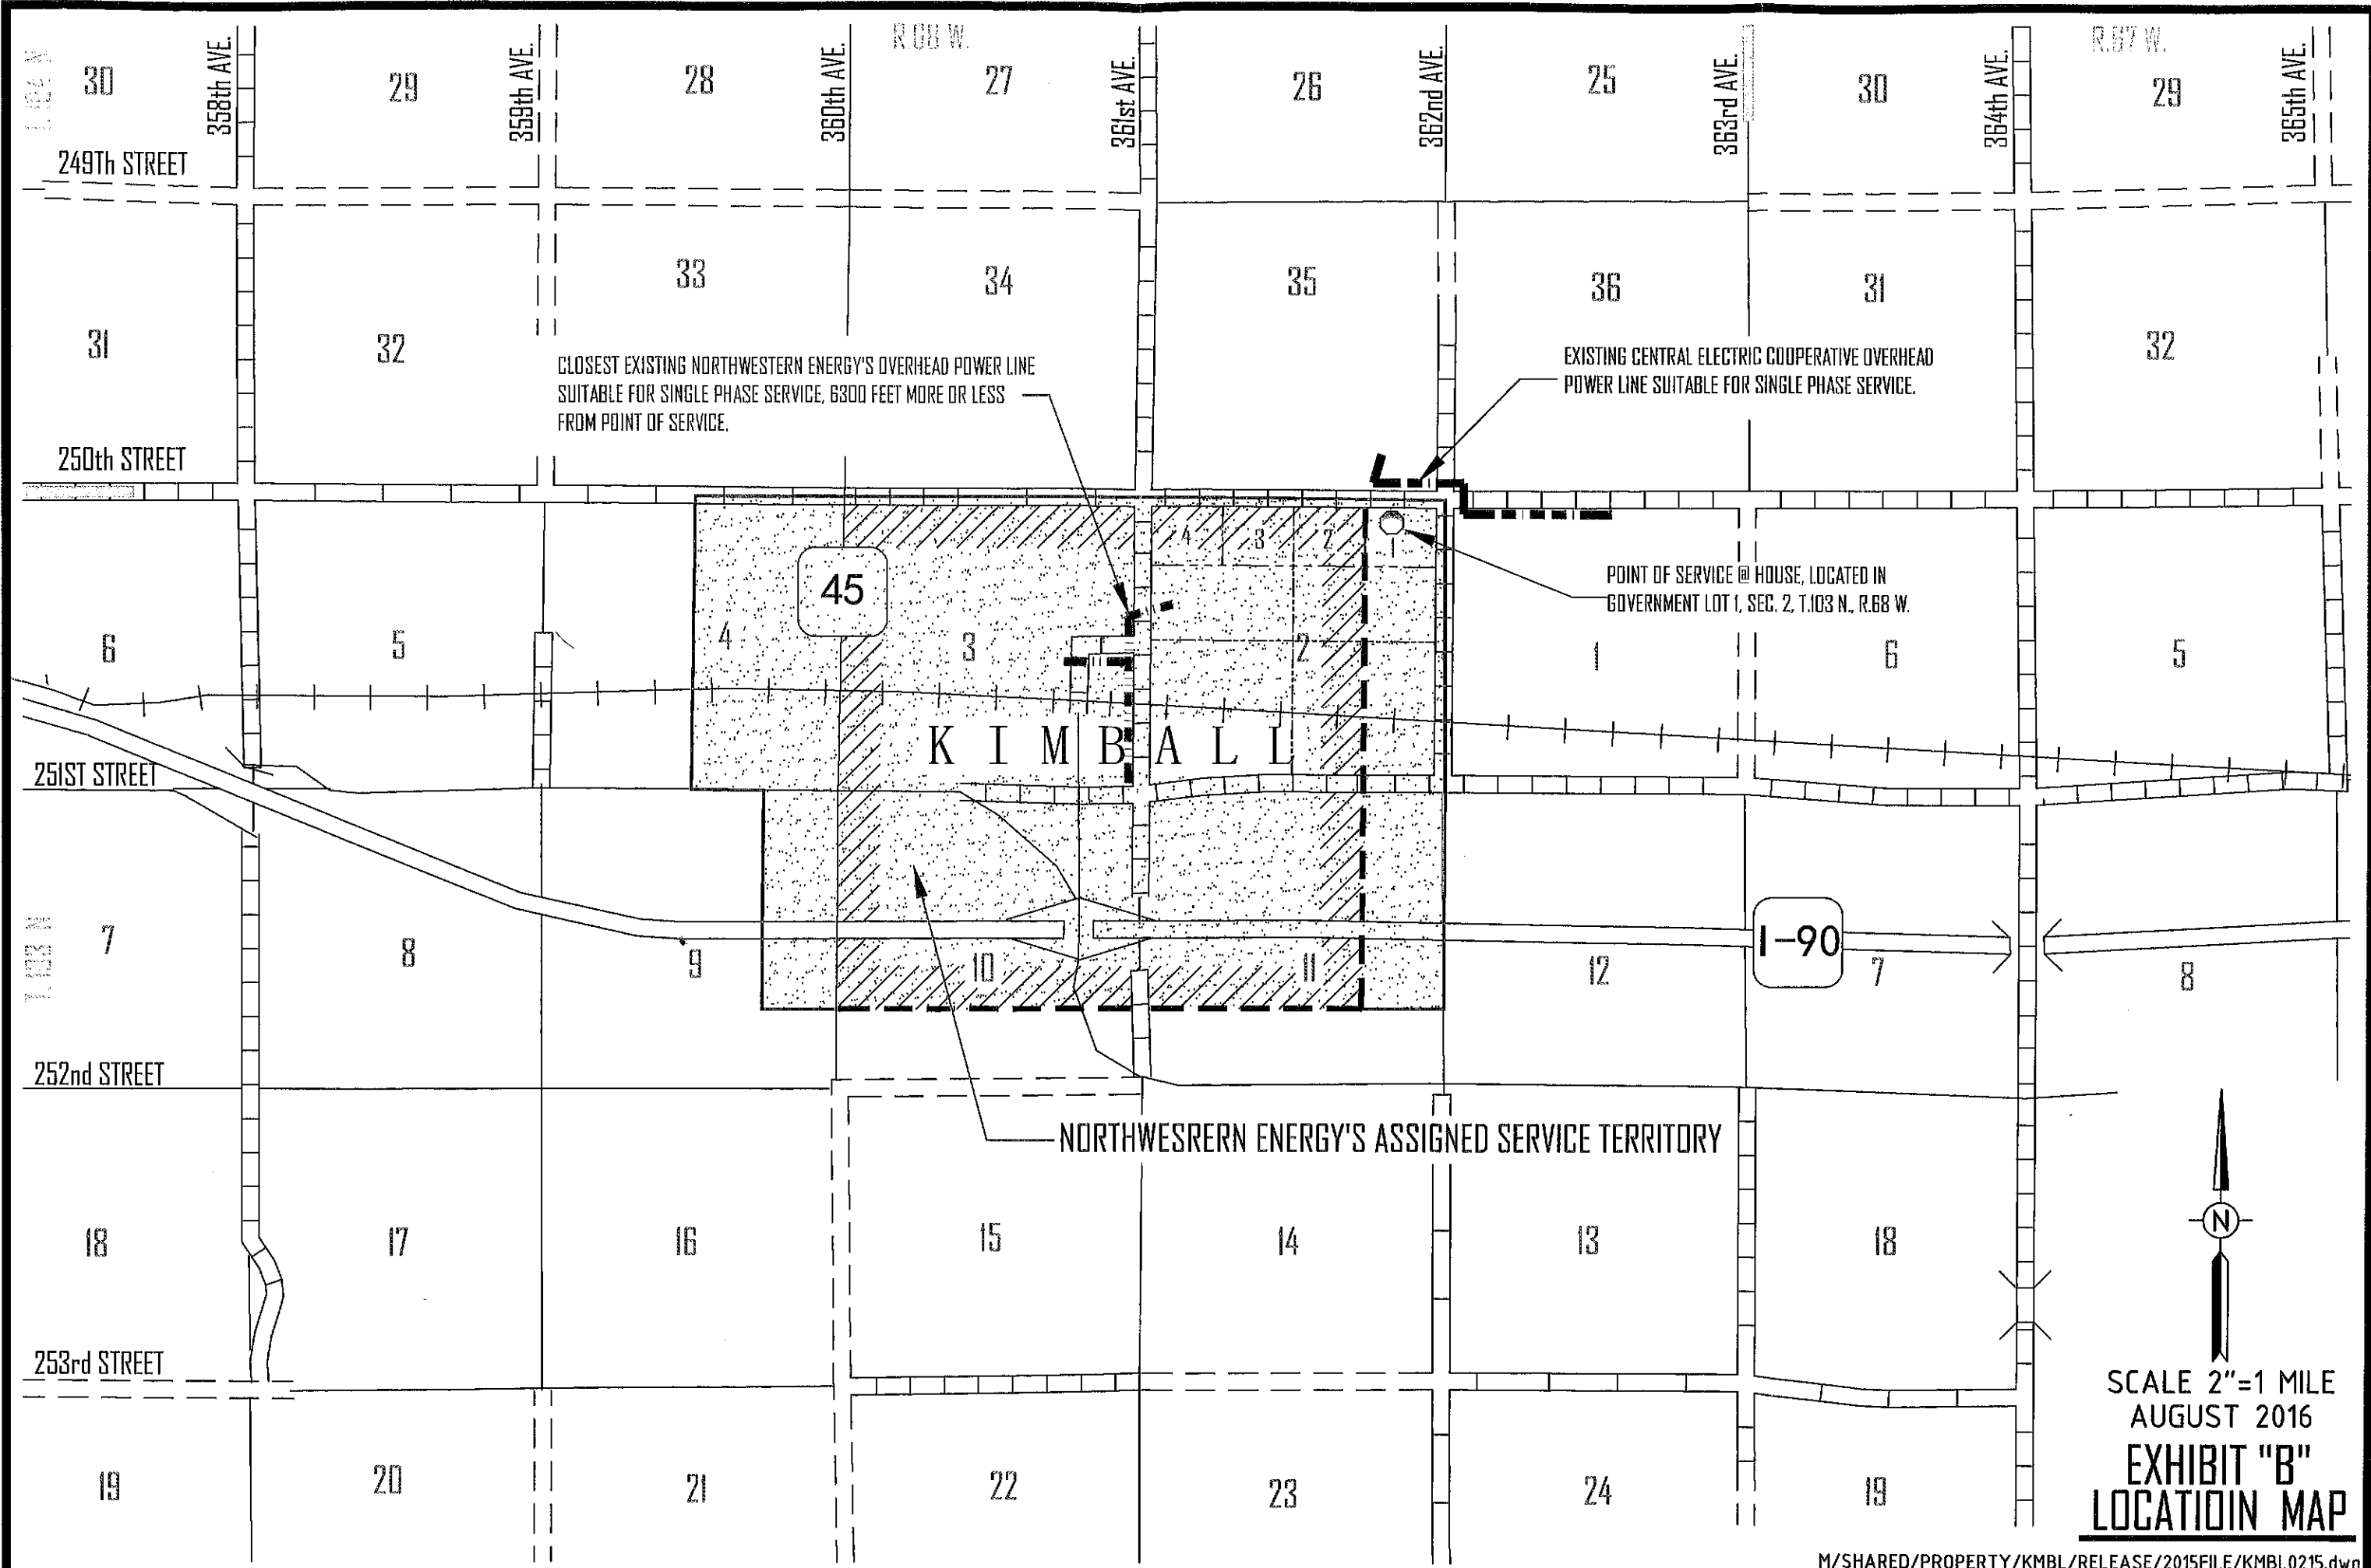 R.68 W.
R.67 W.
T.104 N
30
358th AVE.
29
359th AVE.
28
360th AVE.
27
361st AVE.
26
362nd AVE.
25
363rd AVE.
30
364th AVE.
29
365th AVE.
249Th STREET
31
32
33
34
35
36
31
32
CLOSEST EXISTING NORTHWESTERN ENERGY'S OVERHEAD POWER LINE
SUITABLE FOR SINGLE PHASE SERVICE, 6300 FEET MORE OR LESS
FROM POINT OF SERVICE.
EXISTING CENTRAL ELECTRIC COOPERATIVE OVERHEAD
POWER LINE SUITABLE FOR SINGLE PHASE SERVICE.
250th STREET
4
3
2
1
45
POINT OF SERVICE @ HOUSE, LOCATED IN
GOVERNMENT LOT 1, SEC. 2, T.103 N., R.68 W.
6
5
4
3
2
1
6
5
KIMBALL
251ST STREET
T.103 N
7
8
9
10
11
12
I-90
7
8
252nd STREET
NORTHWESRERN ENERGY'S ASSIGNED SERVICE TERRITORY
18
17
16
15
14
13
18
N
253rd STREET
SCALE 2"=1 MILE
AUGUST 2016
EXHIBIT "B"
LOCATIOIN MAP
19
20
21
22
23
24
19
M/SHARED/PROPERTY/KMBL/RELEASE/2015FILE/KMBL0215.dwg